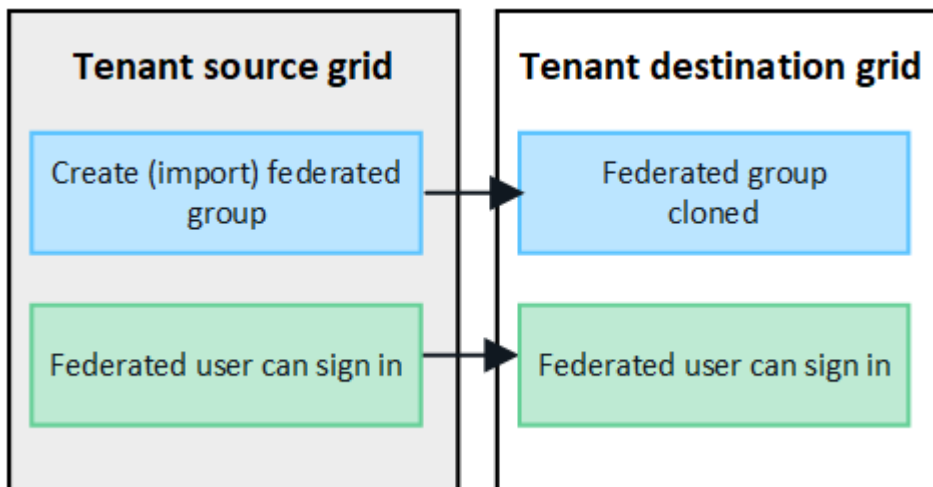 Tenant source grid
Create (import) federated
group
Federated user can sign in
Tenant destination grid
Federated group
cloned
Federated user can sign in